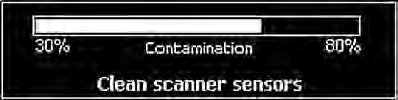 30% Contamination 80%
Clean scanner sensors